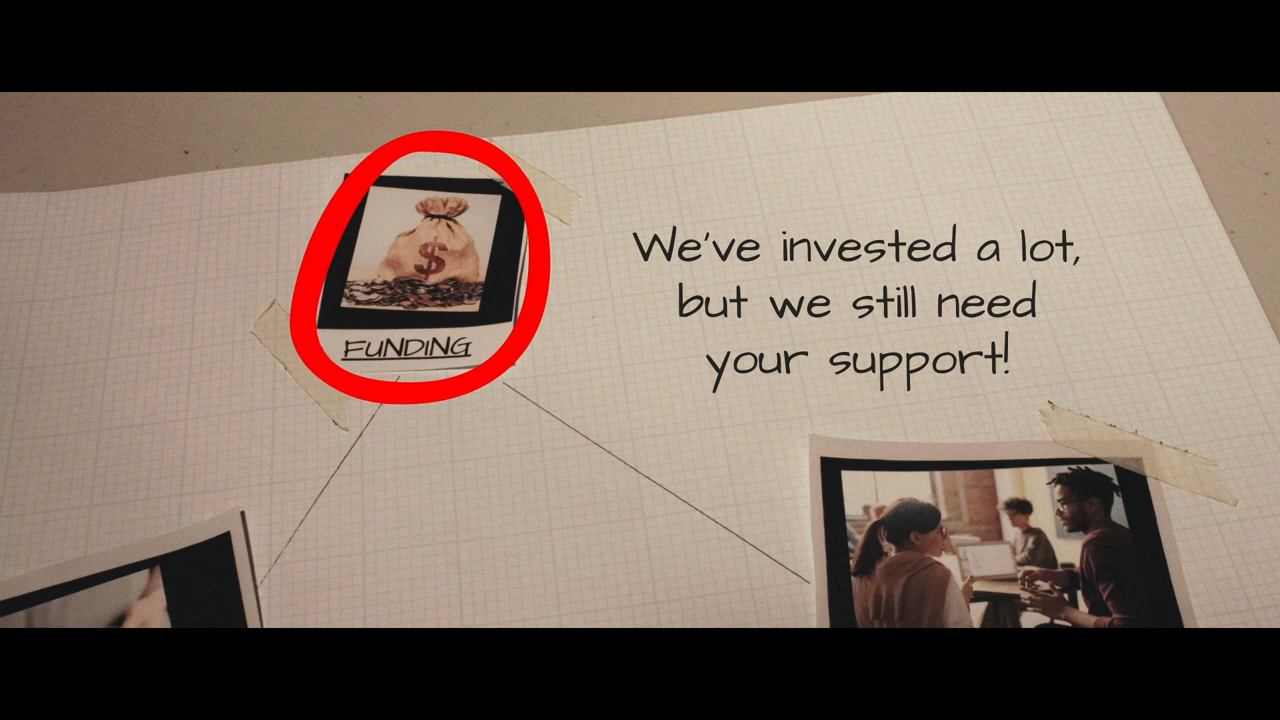 $
FUNDING
We've invested a lot,
but we still need
your support!